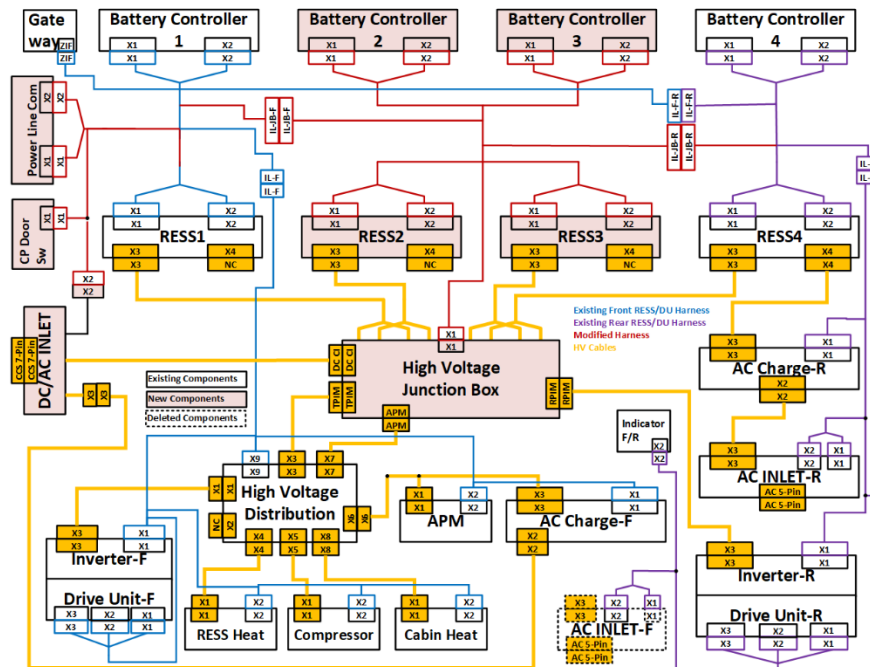 Gate
way
ZIF
ZIF
Battery Controller
1
X1
X2
X1
X2
Battery Controller
2
X1
X2
X1
X2
Battery Controller
3
X1
X2
X1
X2
Battery Controller
4
X1
X2
X1
X2
Power Line Com
X2
X2
X1
X1
IL-JB-F
IL-JB-F
IL-F-R
IL-F-R
IL-JB-R
IL-JB-R
IL-F
IL-F
IL-
IL-
CP Door
Sw
X1
X1
X2
X2
X1
X2
X1
X2
RESS1
X3
X4
X3
NC
X1
X2
X1
X2
RESS2
X3
X4
X3
NC
X1
X2
X1
X2
RESS3
X3
X4
X3
NC
X1
X2
X1
X2
RESS4
X3
X4
X3
X4
DC/AC INLET
CCS 7-Pin
CCS 7-Pin
X3
X3
Existing Front RESS/DU Harness
Existing Rear RESS/DU Harness
Modified Harness
HV Cables
Existing Components
New Components
Deleted Components
X1
X1
High Voltage
Junction Box
DC CI
DC CI
TPIM
TPIM
APM
APM
RPIM
RPIM
X3
X1
X3
X1
AC Charge-R
X2
X2
Indicator
F/R
X2
X2
X3
X2
X1
X3
X2
X1
AC INLET-R
AC 5-Pin
AC 5-Pin
X9
X3
X7
X9
X3
X7
High Voltage
Distribution
X1
X1
NC
X2
X6
X6
X4
X5
X8
X4
X5
X8
X1
X2
X1
X2
APM
X3
X1
X3
X1
AC Charge-F
X2
X2
X3
X1
X3
X1
Inverter-F
Drive Unit-F
X3
X2
X1
X3
X2
X1
X1
X2
X1
X2
RESS Heat
X1
X2
X1
X2
Compressor
X1
X2
X1
X2
Cabin Heat
X3
X2
X1
X3
X2
X1
AC INLET-F
AC 5-Pin
AC 5-Pin
X3
X1
X3
X1
Inverter-R
Drive Unit-R
X3
X2
X1
X3
X2
X1